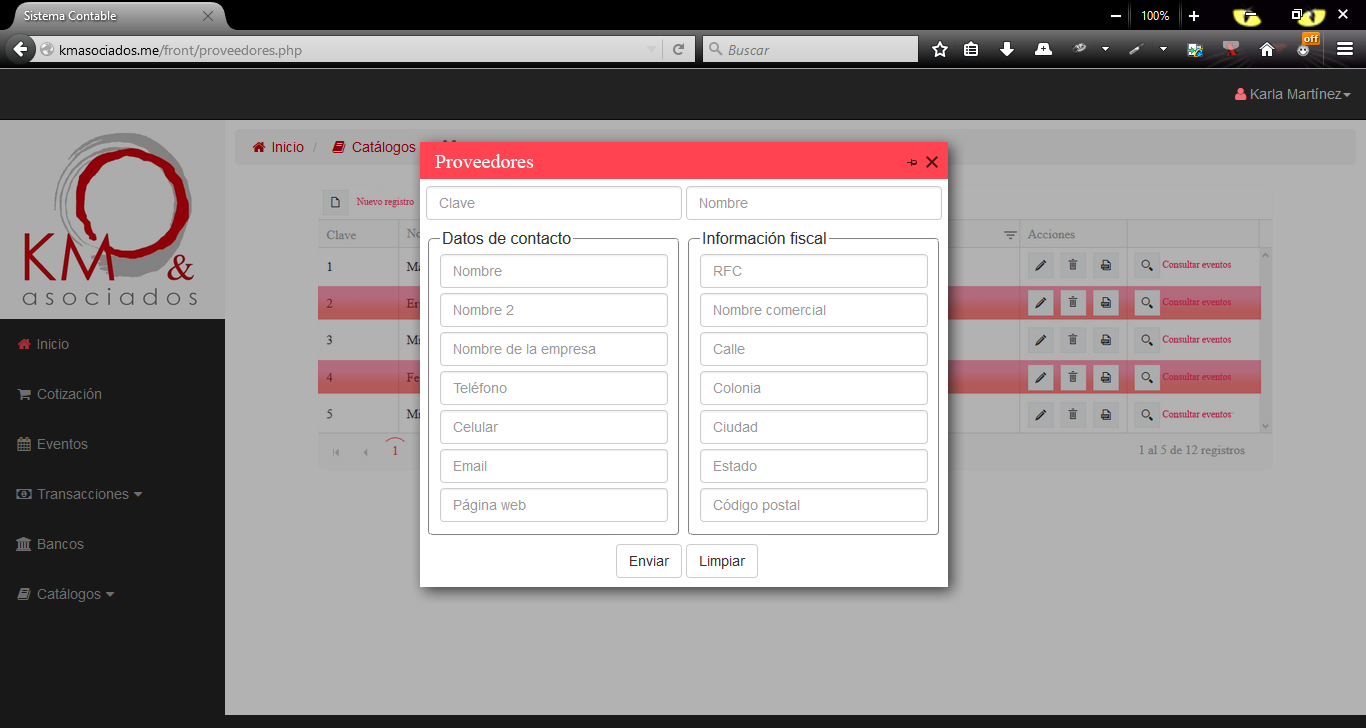 Sistema Contable
100%
kmasociados.me/front/proveedores.php
Buscar
off
Karla Martínez
KM &
asociados
Inicio
Cotización
Eventos
Transacciones
Bancos
Catálogos
Inicio / Catálogos
Nuevo registro
Clave
Acciones
1
Consultar eventos
2
Consultar eventos
3
Consultar eventos
4
Consultar eventos
5
Consultar eventos
1
1 al 5 de 12 registros
Proveedores
Clave
Nombre
Datos de contacto
Nombre
Nombre 2
Nombre de la empresa
Teléfono
Celular
Email
Página web
Información fiscal
RFC
Nombre comercial
Calle
Colonia
Ciudad
Estado
Código postal
Enviar
Limpiar